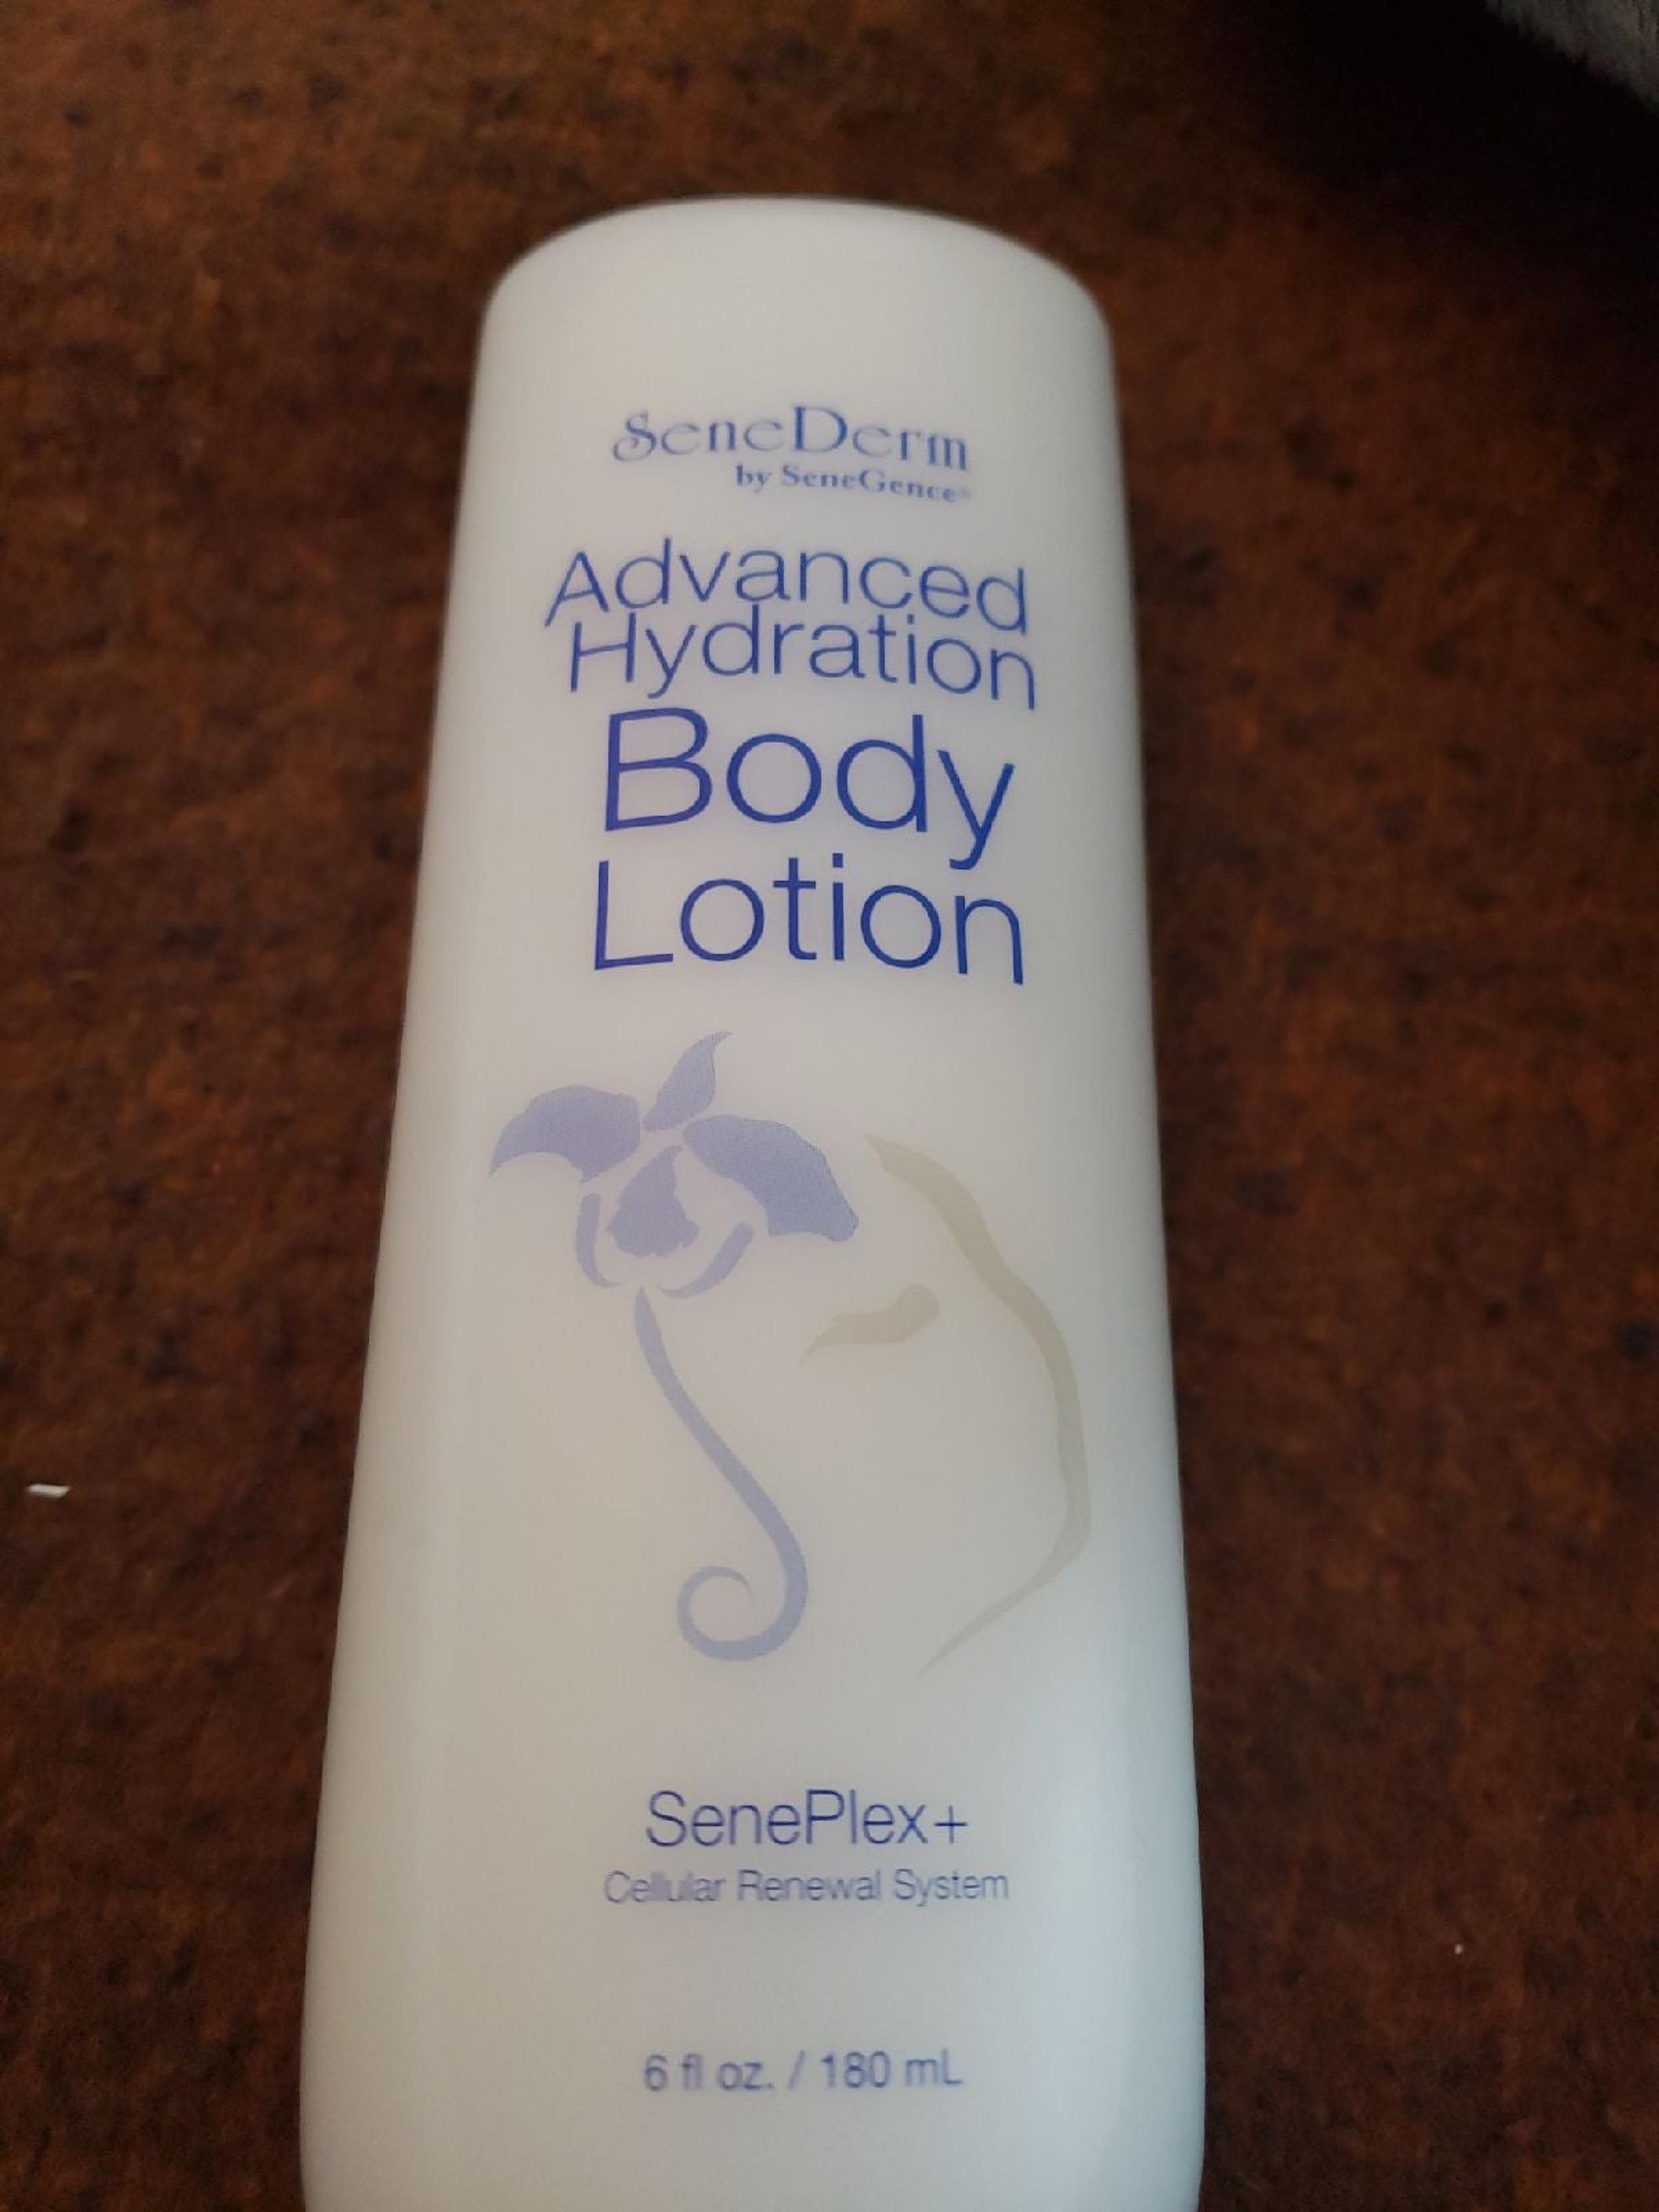 SeneDerm
by SeneGence®
Advanced
Hydration
Body
Lotion
SenePlex+
Cellular Renewal System
6 fl oz. / 180 mL